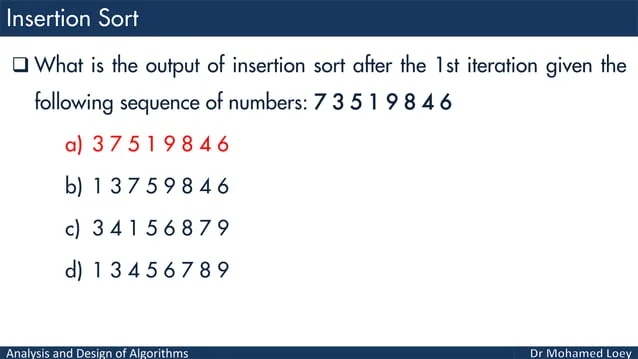 Insertion Sort
❑ What is the output of insertion sort after the 1st iteration given the
following sequence of numbers: 7 3 5 1 9 8 4 6
a) 3 7 5 1 9 8 4 6
b) 1 3 7 5 9 8 4 6
c) 3 4 1 5 6 8 7 9
d) 1 3 4 5 6 7 8 9
Analysis and Design of Algorithms
Dr Mohamed Loey